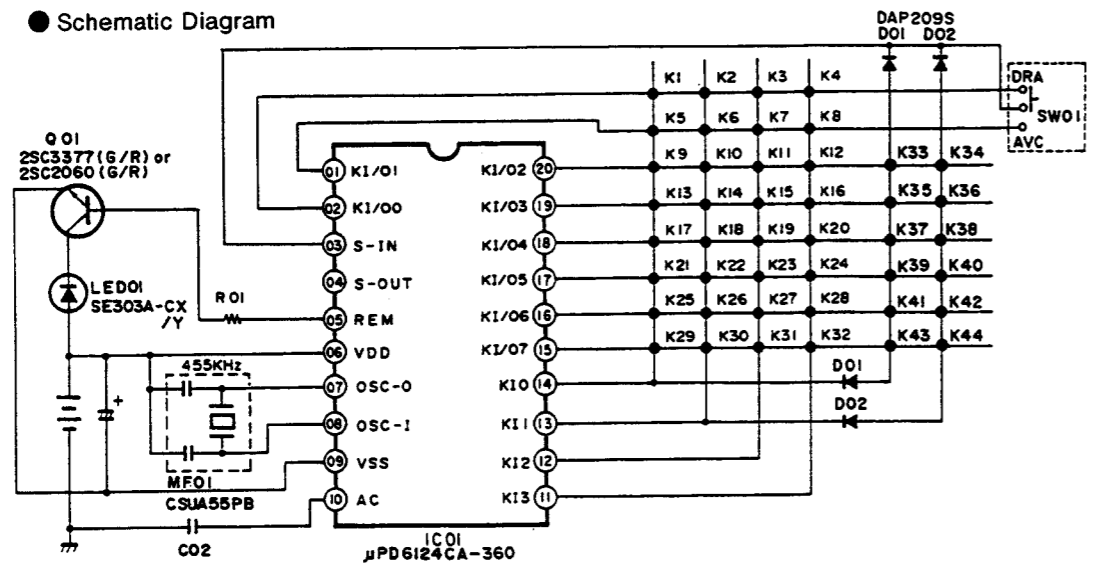 ● Schematic Diagram
DAP209S
D01 D02
K1 K2 K3 K4
DRA
SW01
AVC
K5 K6 K7 K8
Q01
2SC3377(G/R) or
2SC2060(G/R)
K9 K10 K11 K12 K33 K34
K13 K14 K15 K16 K35 K36
K17 K18 K19 K20 K37 K38
K21 K22 K23 K24 K39 K40
K25 K26 K27 K28 K41 K42
K29 K30 K31 K32 K43 K44
01 KI/O1
02 KI/O0
03 S-IN
04 S-OUT
05 REM
06 VDD
07 OSC-O
08 OSC-I
09 VSS
10 AC
KI/O2 20
KI/O3 19
KI/O4 18
KI/O5 17
KI/O6 16
KI/O7 15
KI0 14
KI1 13
KI2 12
KI3 11
D01
D02
LED01
SE303A-CX
/Y
R01
455KHz
+
MF01
CSUA55PB
C02
IC01
μPD6124CA-360